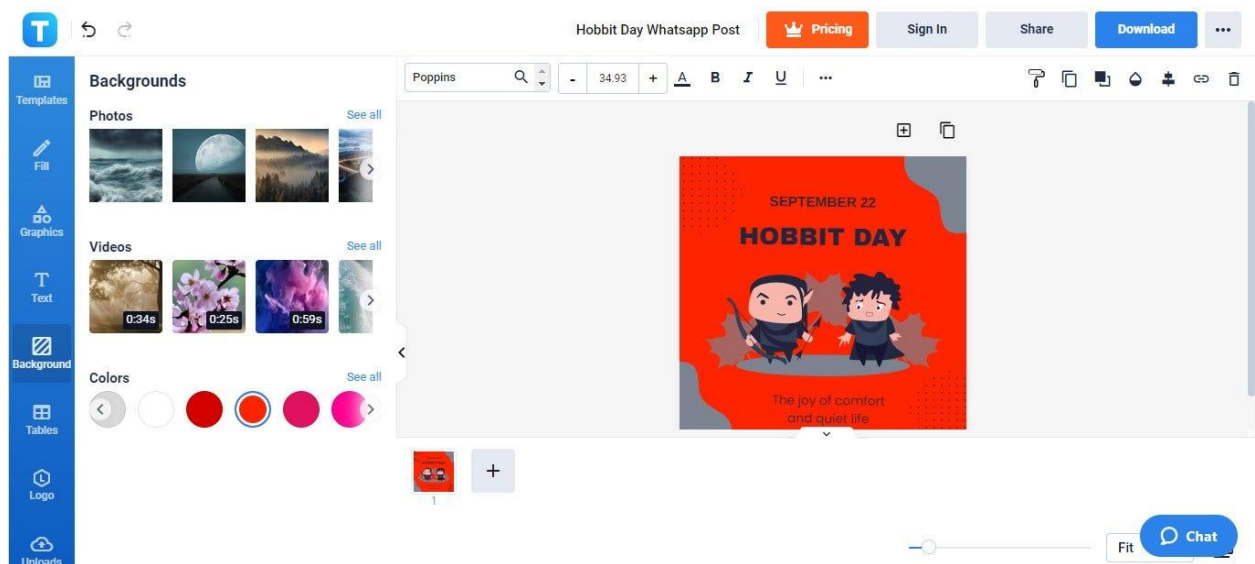 T
Hobbit Day Whatsapp Post
Pricing
Sign In
Share
Download
Templates
Fill
Graphics
Text
Background
Tables
Logo
Uploads
Backgrounds
Photos
See all
Videos
See all
0:34s
0:25s
0:59s
Colors
See all
Poppins
- 34.93 +
A B I U
SEPTEMBER 22
HOBBIT DAY
The joy of comfort
and quiet life
1
Fit
Chat